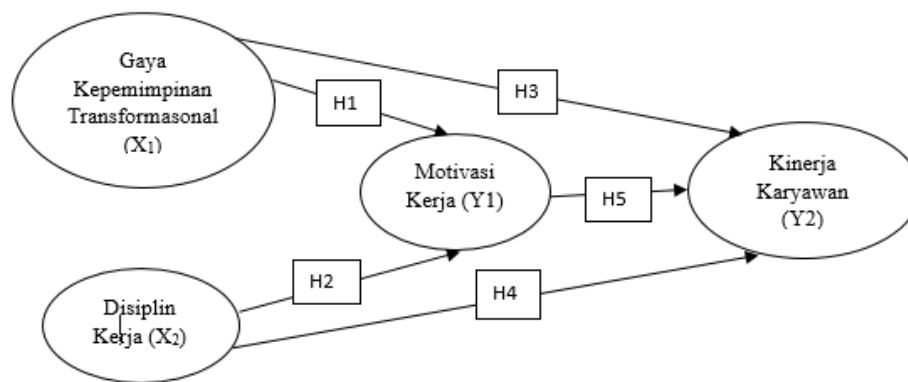 Gaya
Kepemimpinan
Transformasonal
(X₁)
H1
H3
Motivasi
Kerja (Y1)
H5
Kinerja
Karyawan
(Y2)
H2
H4
Disiplin
Kerja (X₂)